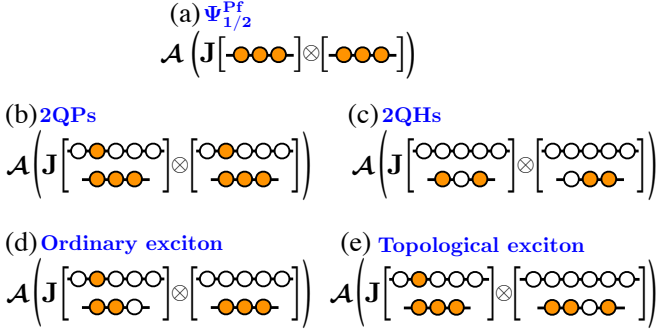 (a) Ψ^Pf_1/2
𝒜 ( J [ ] ⊗ [ ] )
(b) 2QPs (c) 2QHs
𝒜 ( J [ ] ⊗ [ ] ) 𝒜 ( J [ ] ⊗ [ ] )
(d) Ordinary exciton (e) Topological exciton
𝒜 ( J [ ] ⊗ [ ] ) 𝒜 ( J [ ] ⊗ [ ] )